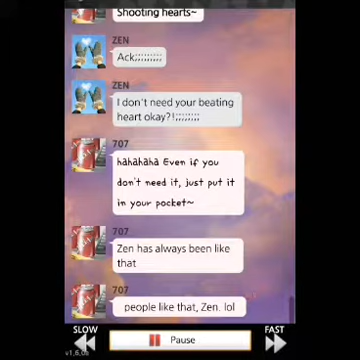 Shooting hearts~
ZEN
Ack;;;;;;;;;
ZEN
I don't need your beating
heart okay?!;;;;;;;;
707
hahahaha Even if you
don't need it, just put it
in your pocket~
707
Zen has always been like
that
707
people like that, Zen. lol
SLOW
Pause
FAST